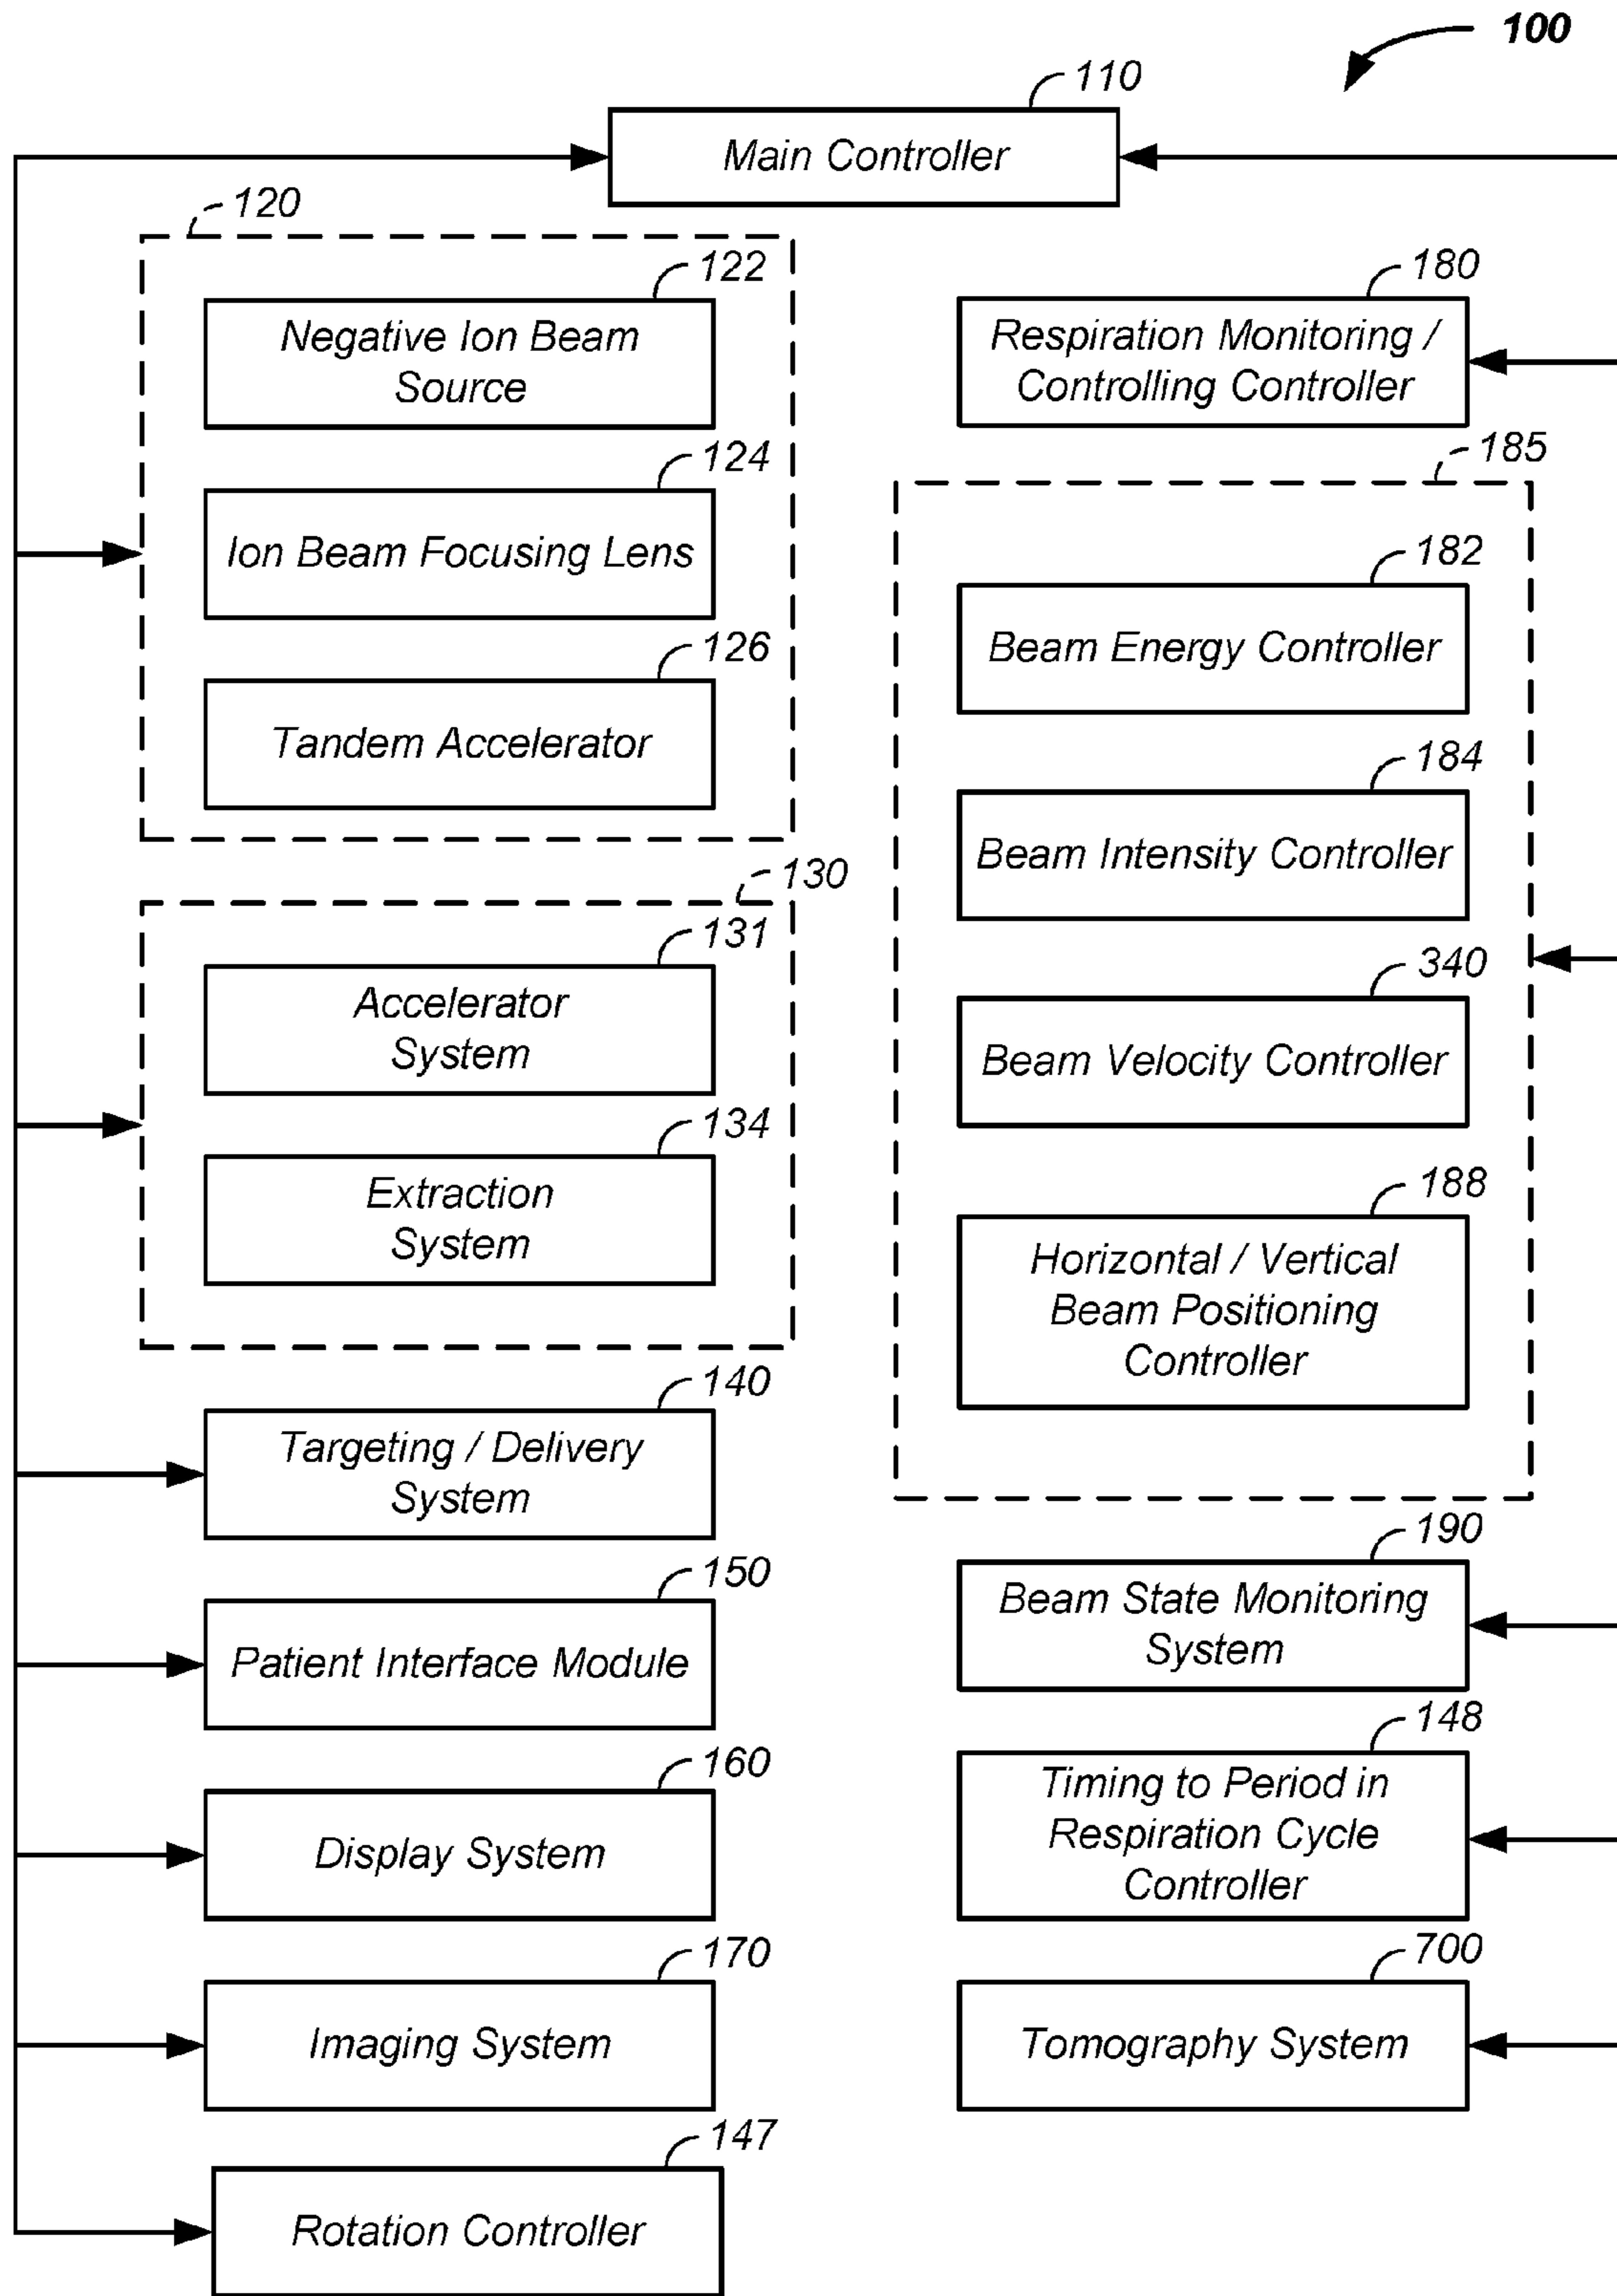 100
110
Main Controller
120
122
Negative Ion Beam
Source
124
Ion Beam Focusing Lens
126
Tandem Accelerator
130
131
Accelerator
System
134
Extraction
System
140
Targeting / Delivery
System
150
Patient Interface Module
160
Display System
170
Imaging System
147
Rotation Controller
180
Respiration Monitoring /
Controlling Controller
185
182
Beam Energy Controller
184
Beam Intensity Controller
340
Beam Velocity Controller
188
Horizontal / Vertical
Beam Positioning
Controller
190
Beam State Monitoring
System
148
Timing to Period in
Respiration Cycle
Controller
700
Tomography System